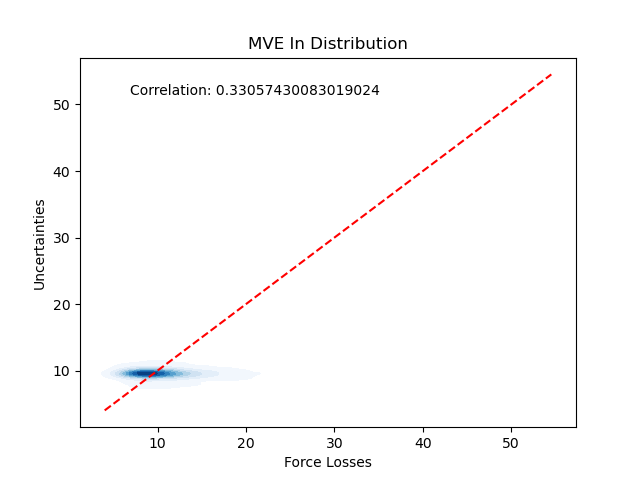 MVE In Distribution
Correlation: 0.33057430083019024
50
40
30
20
10
Uncertainties
10 20 30 40 50
Force Losses